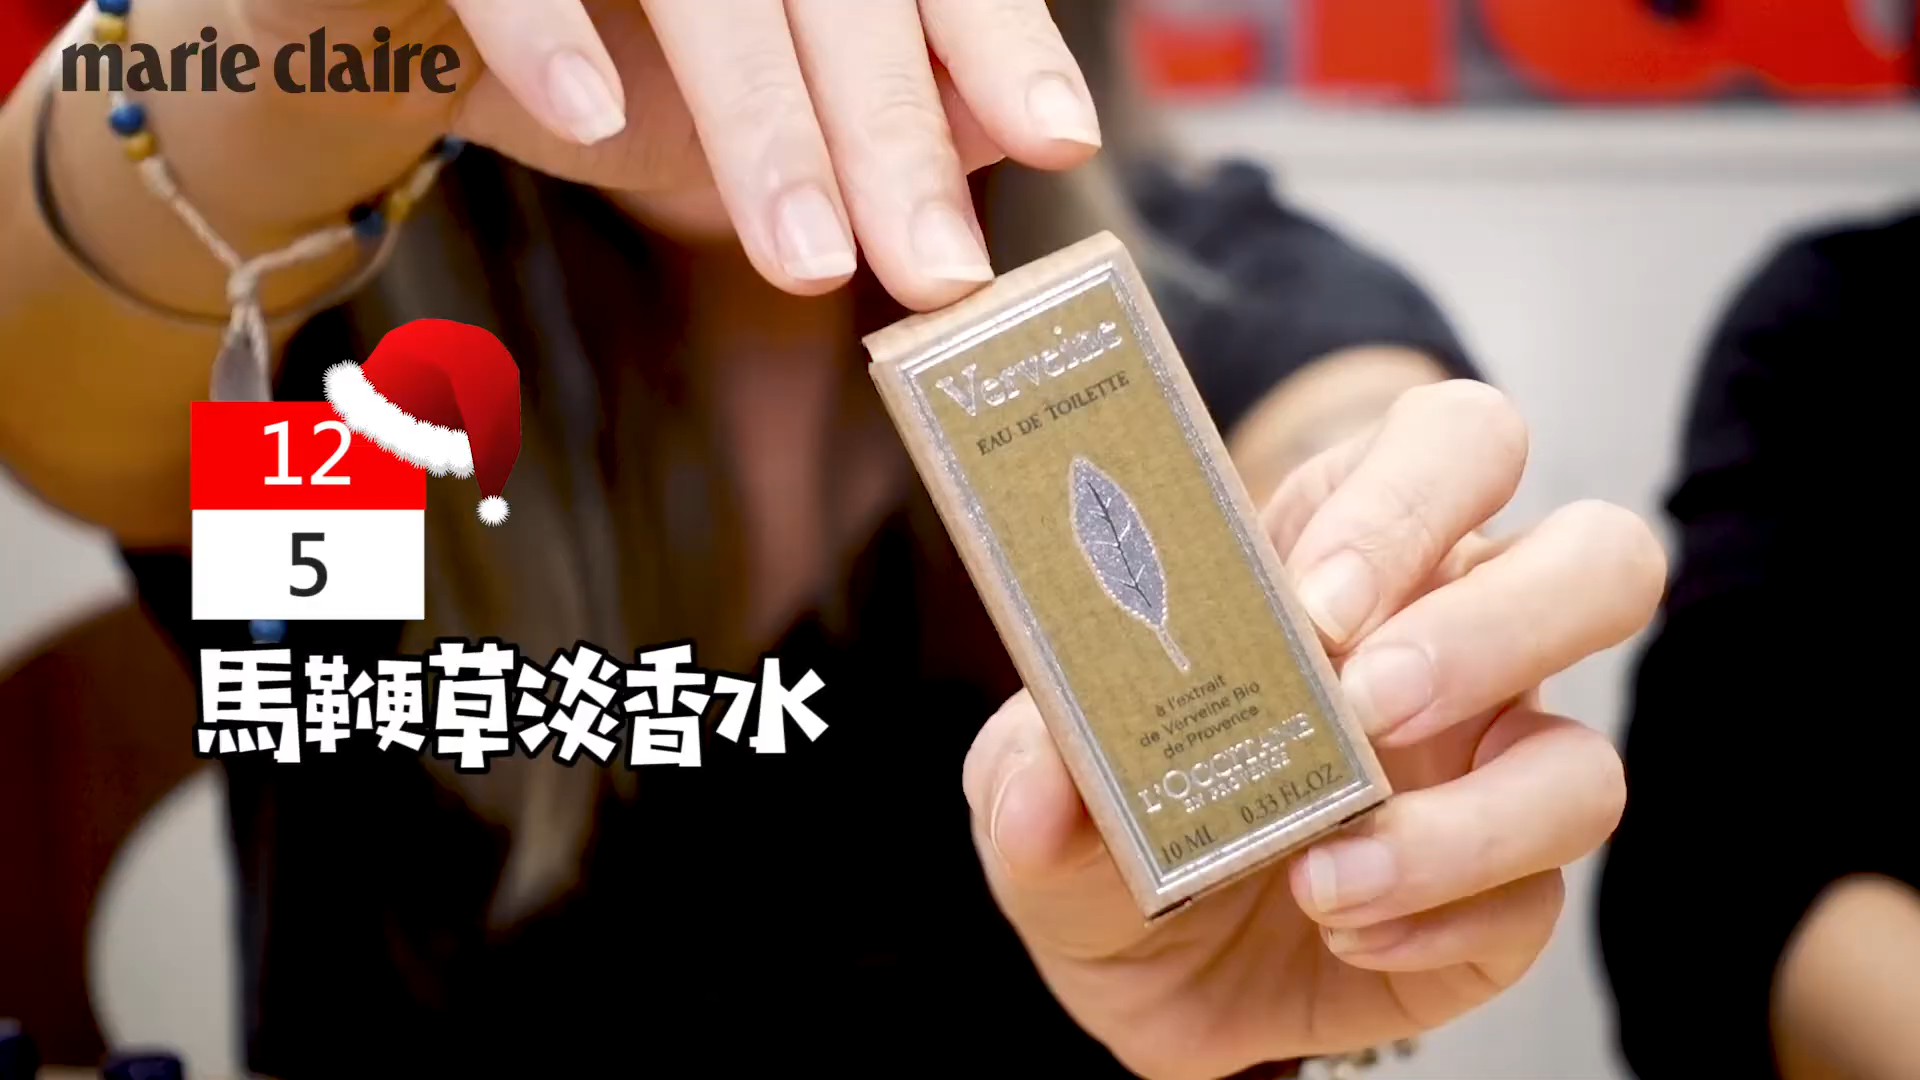 marie claire
12
5
馬鞭草淡香水
Verveine
EAU DE TOILETTE
à l'extrait
de Verveine Bio
de Provence
L'OCCITANE
EN PROVENCE
10 ML 0.33 FL.OZ.